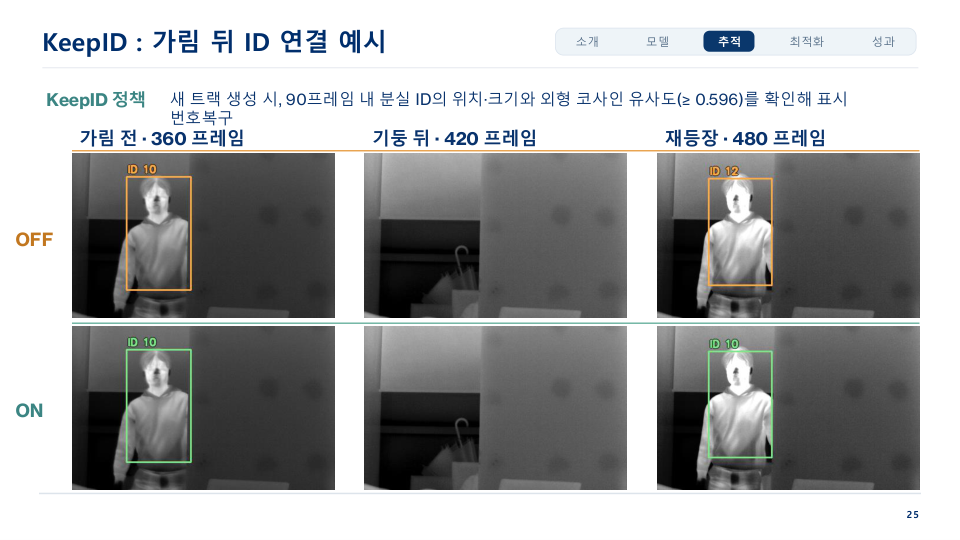 KeepID : 가림 뒤 ID 연결 예시
소개 모델 추적 최적화 성과
KeepID 정책 새 트랙 생성 시, 90프레임 내 분실 ID의 위치·크기와 외형 코사인 유사도(≥ 0.596)를 확인해 표시
번호복구
가림 전 · 360 프레임 기둥 뒤 · 420 프레임 재등장 · 480 프레임
ID 10 ID 12
OFF
ID 10 ID 10
ON
25